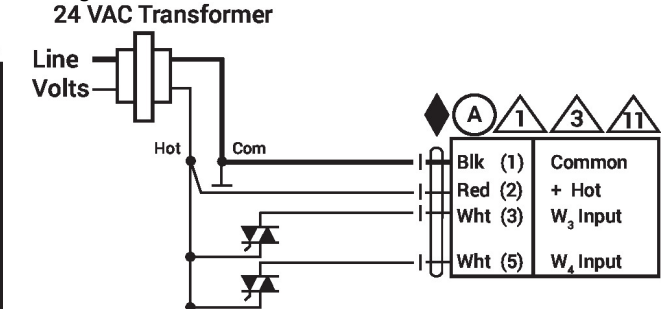 24 VAC Transformer
Line
Volts
Hot
Com
A 1 3 11
Blk (1) Common
Red (2) + Hot
Wht (3) W₃ Input
Wht (5) W₄ Input